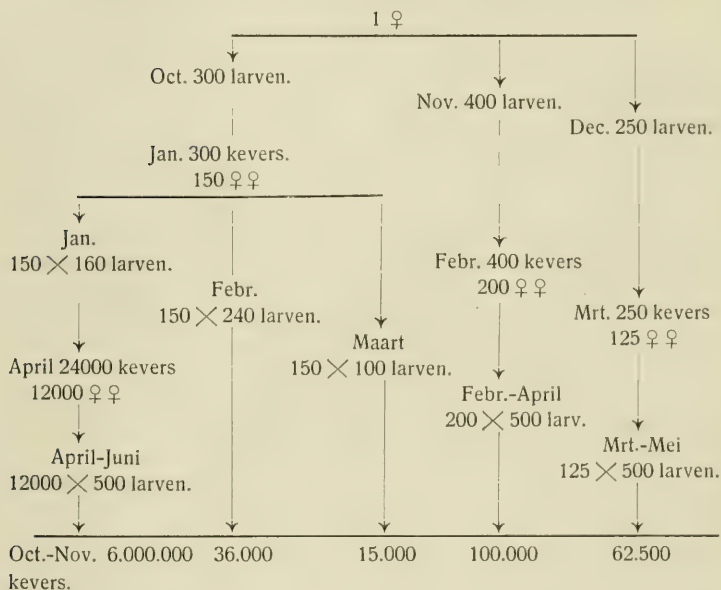 1 ♀
Oct. 300 larven.
Nov. 400 larven.
Dec. 250 larven.
Jan. 300 kevers.
150 ♀ ♀
Jan.
150 × 160 larven.
Febr.
150 × 240 larven.
Maart
150 × 100 larven.
Febr. 400 kevers
200 ♀ ♀
Mrt. 250 kevers
125 ♀ ♀
April 24000 kevers
12000 ♀ ♀
Febr.-April
200 × 500 larv.
April-Juni
12000 × 500 larven.
Mrt.-Mei
125 × 500 larven.
Oct.-Nov. 6.000.000 36.000 15.000 100.000 62.500
kevers.